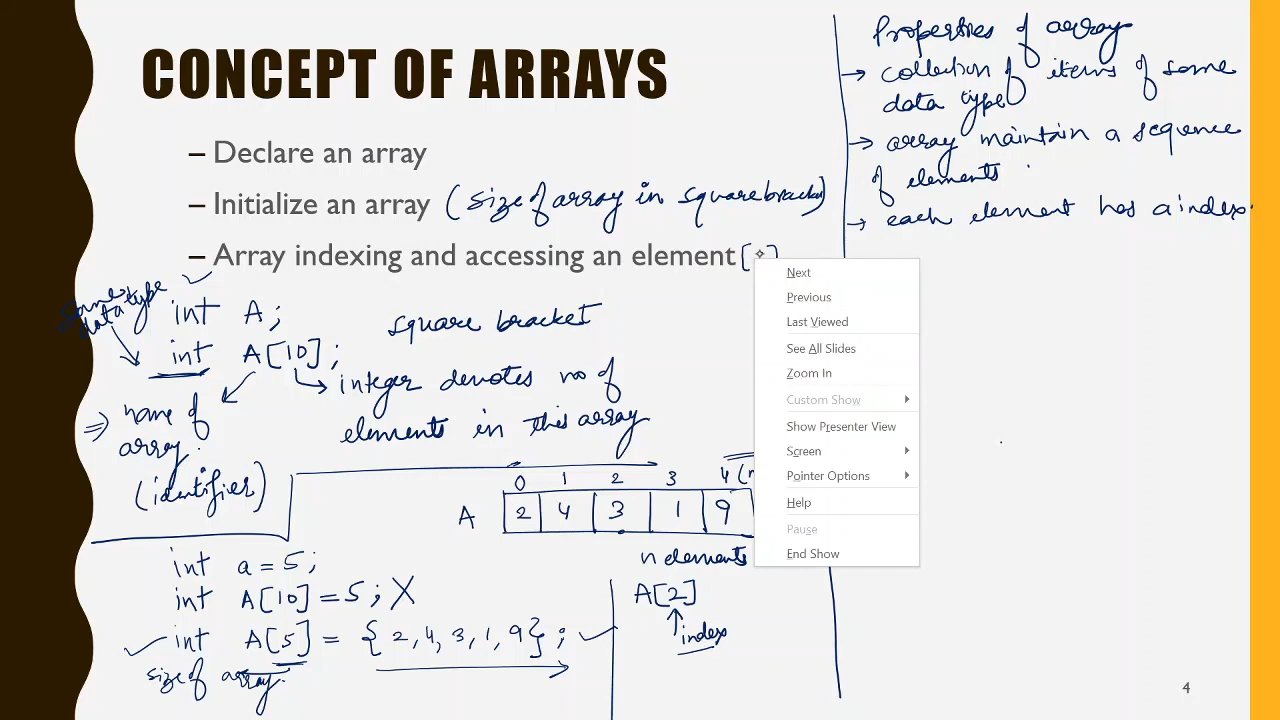 CONCEPT OF ARRAYS
– Declare an array
– Initialize an array (size of array in square bracket)
– Array indexing and accessing an element [ ]
same data type
int A;
square bracket
int A[10];
integer denotes no of
elements in this array
⇒ name of
array.
(identifier)
0 1 2 3 4 (n
A 2 4 3 1 9
n elements
int a = 5;
int A[10] = 5; X
int A[5] = { 2, 4, 3, 1, 9 };
size of array.
A[2]
index
Properties of array
→ collection of items of same
data type
→ array maintain a sequence
of elements
→ each element has a index.
Next
Previous
Last Viewed
See All Slides
Zoom In
Custom Show
Show Presenter View
Screen
Pointer Options
Help
Pause
End Show
4